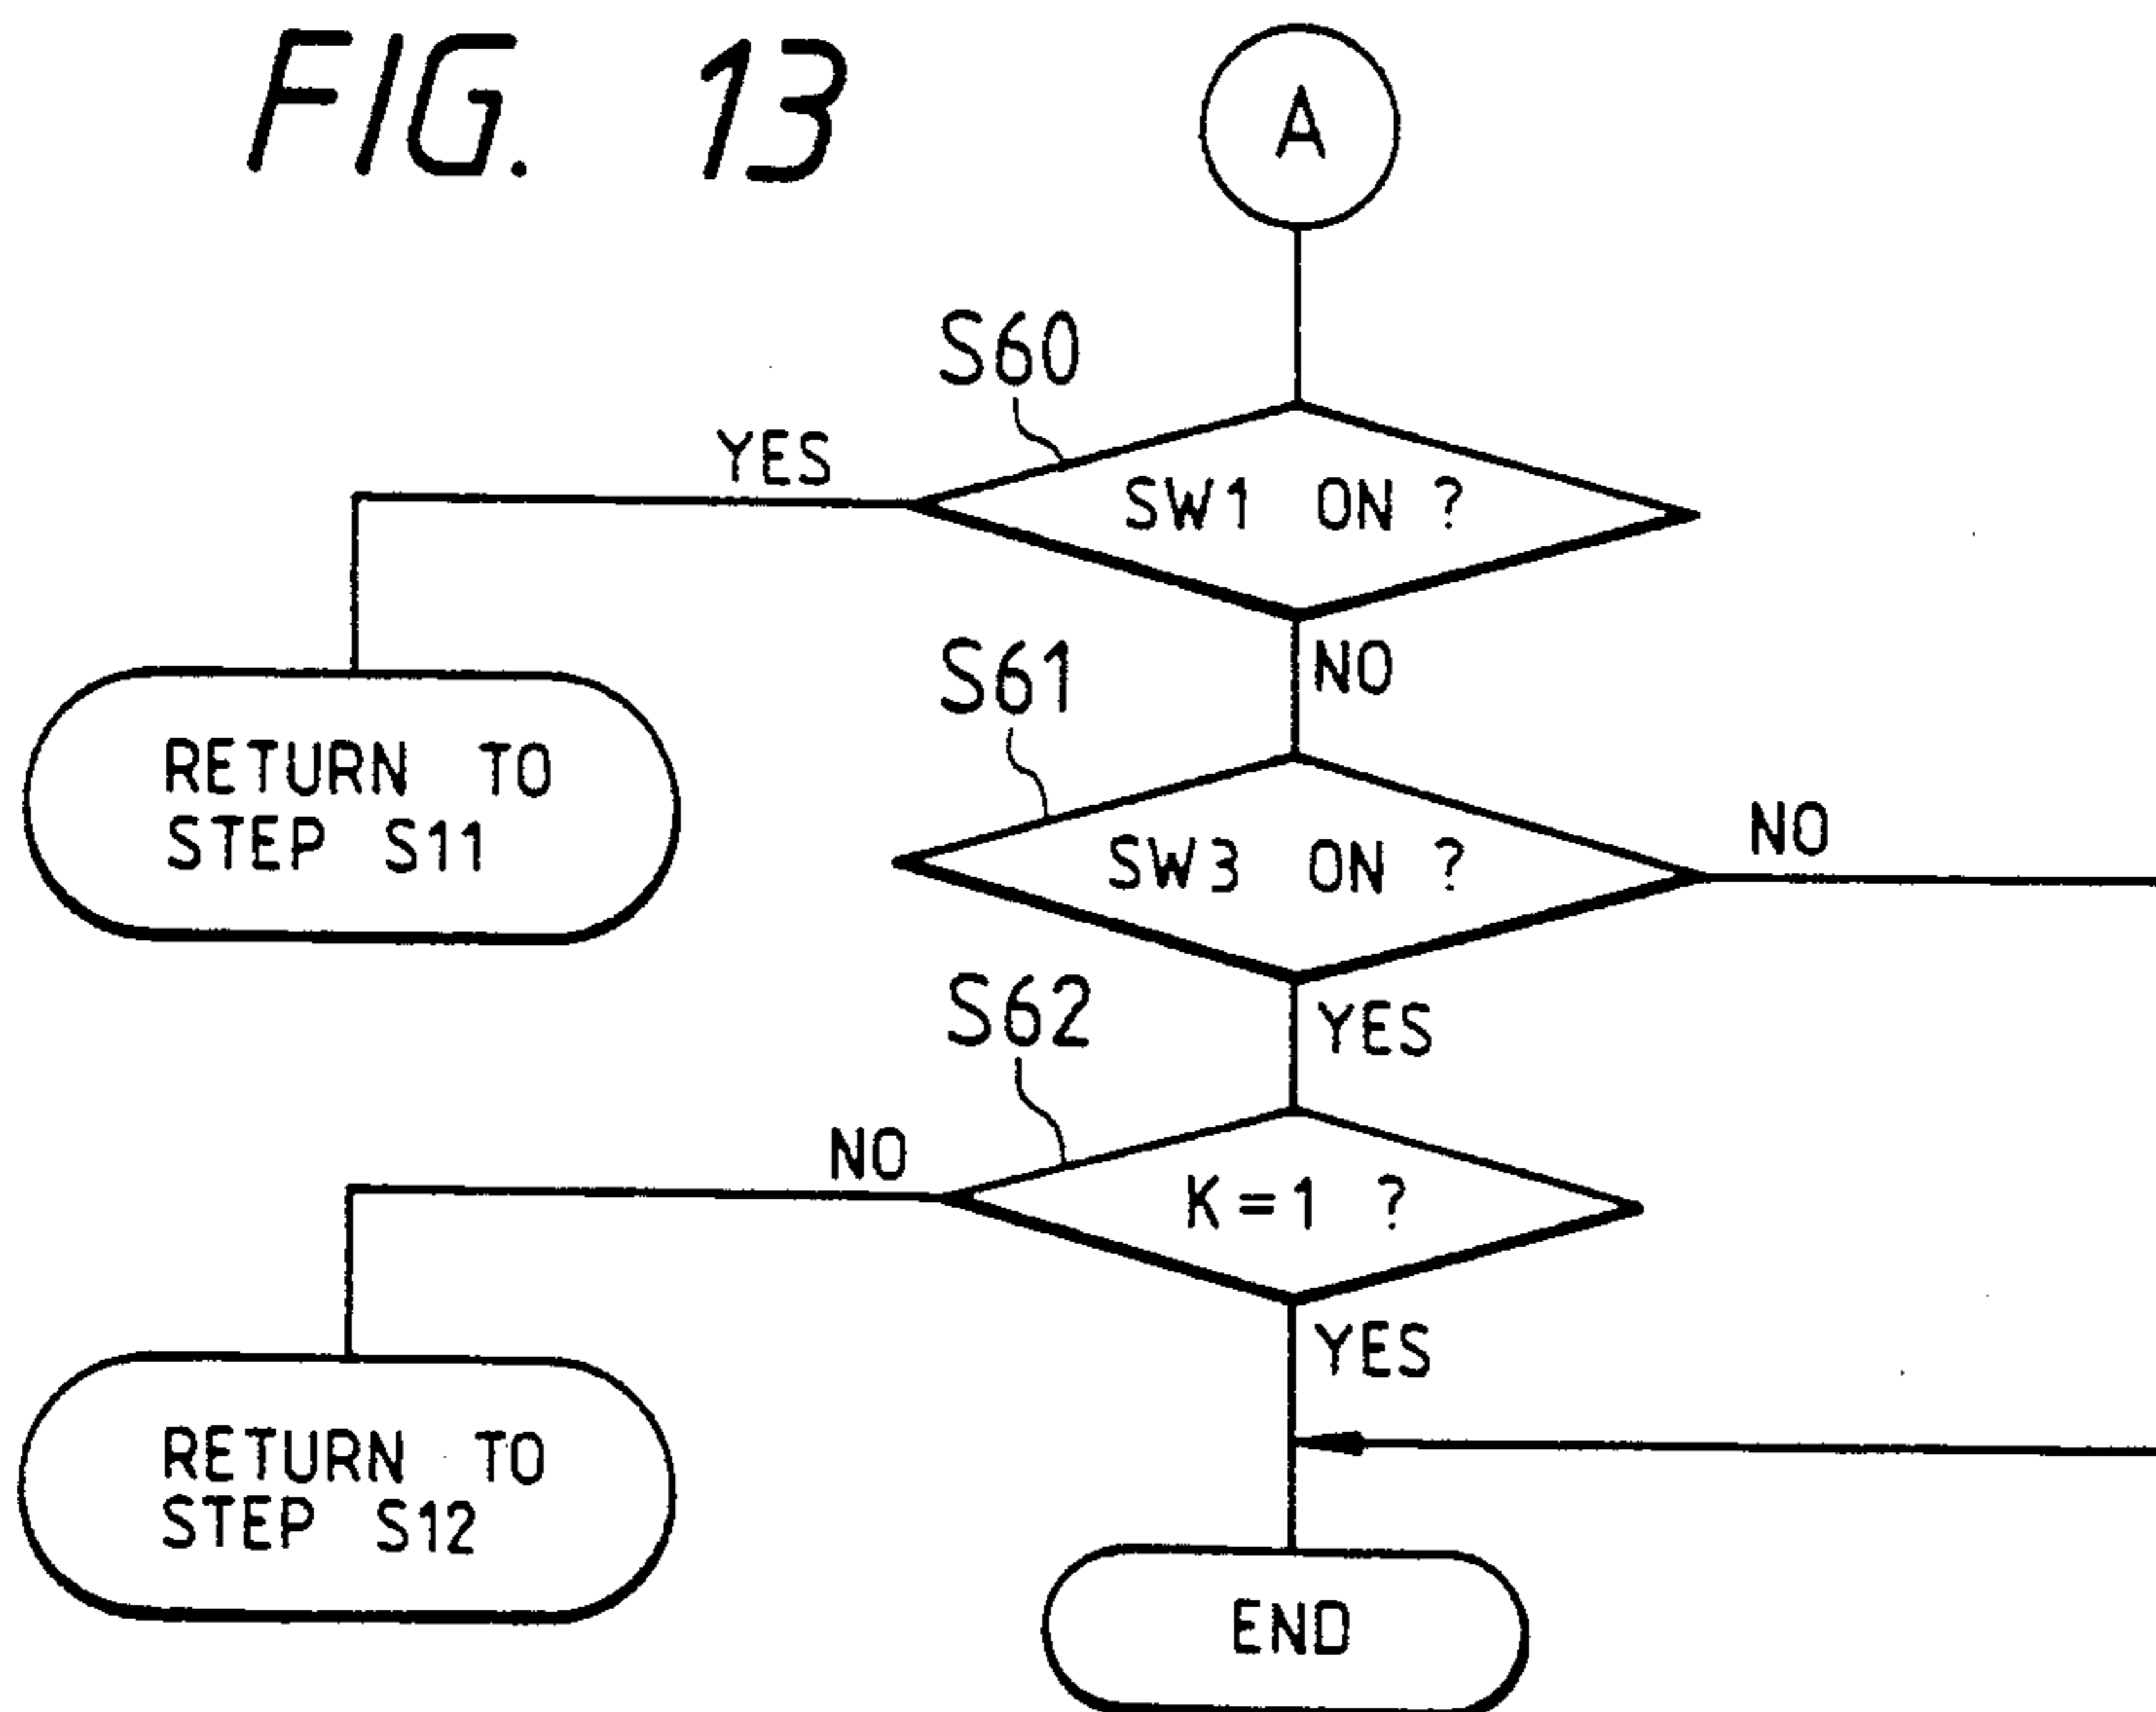 FIG. 13
A
S60
YES
SW1 ON ?
NO
S61
RETURN TO
STEP S11
SW3 ON ?
NO
YES
S62
NO
K=1 ?
YES
RETURN TO
STEP S12
END